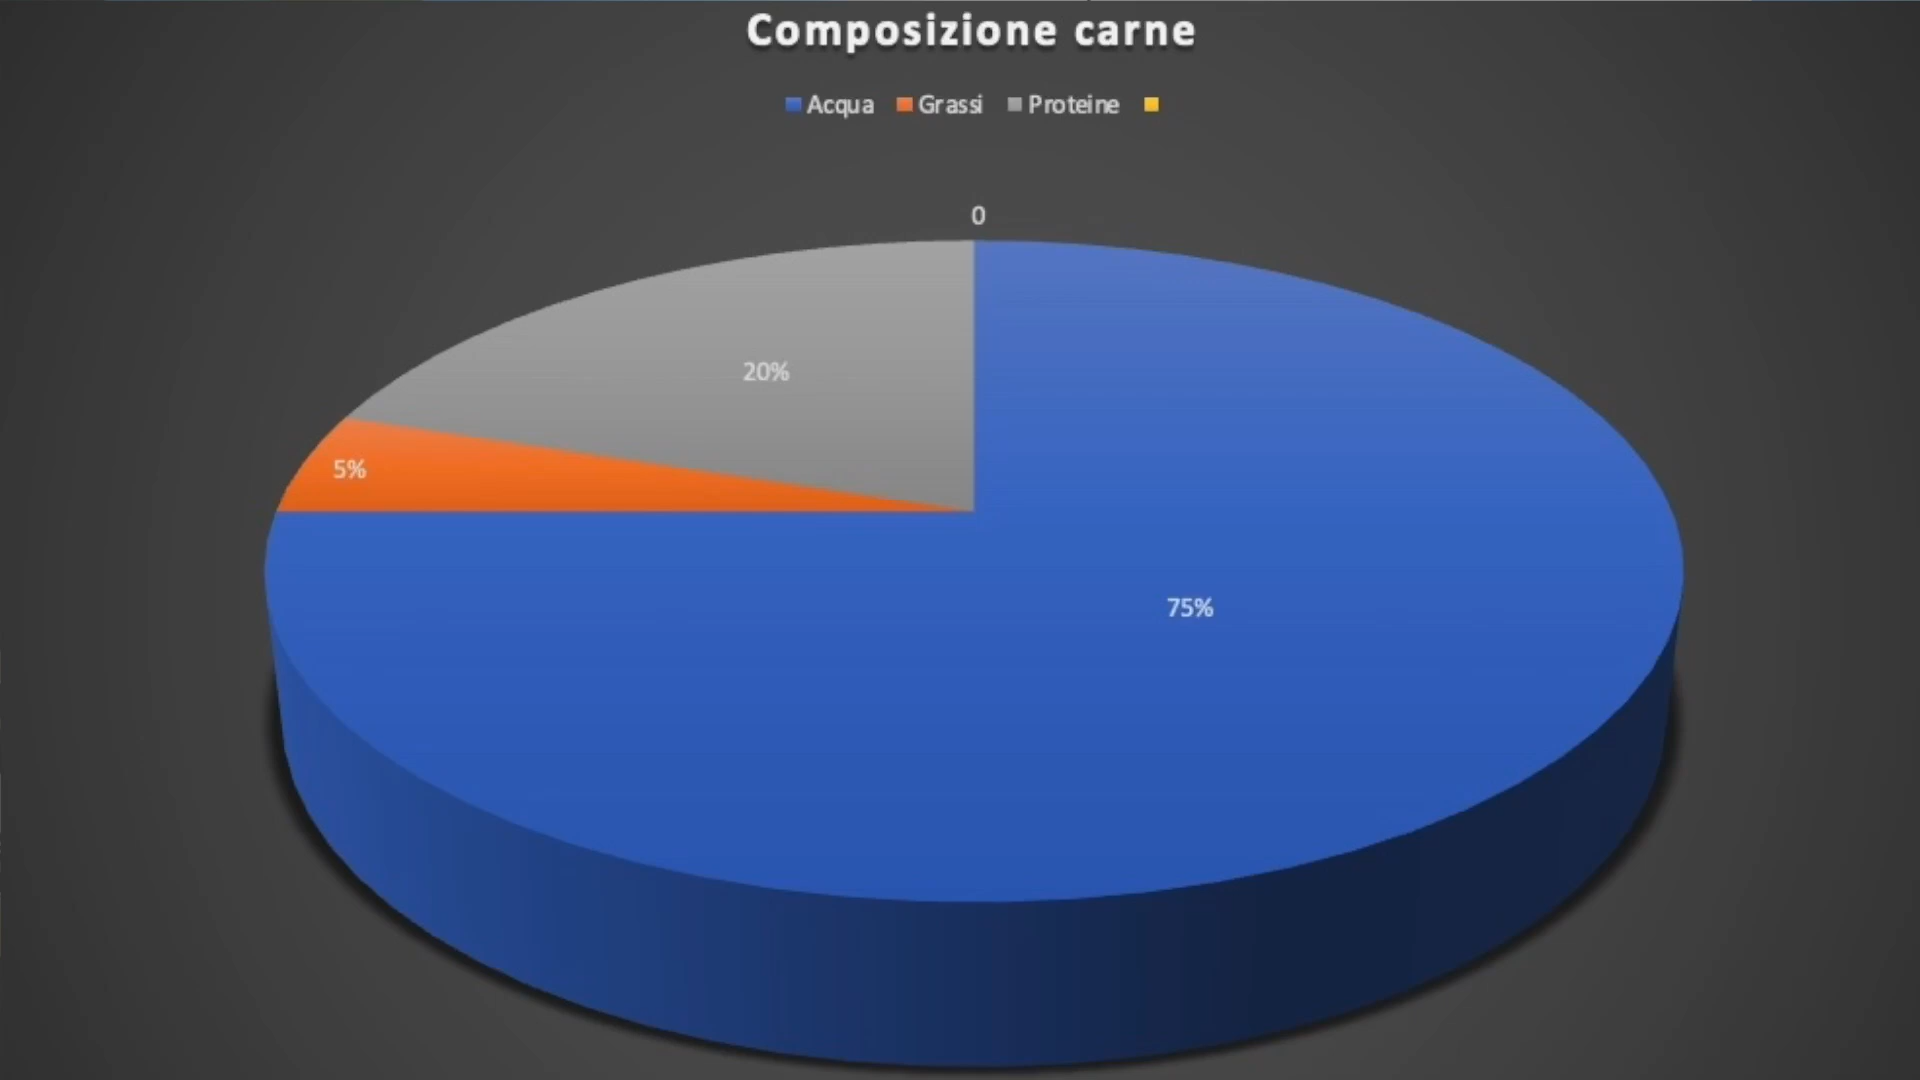 Composizione carne
Acqua Grassi Proteine
0
20%
5%
75%